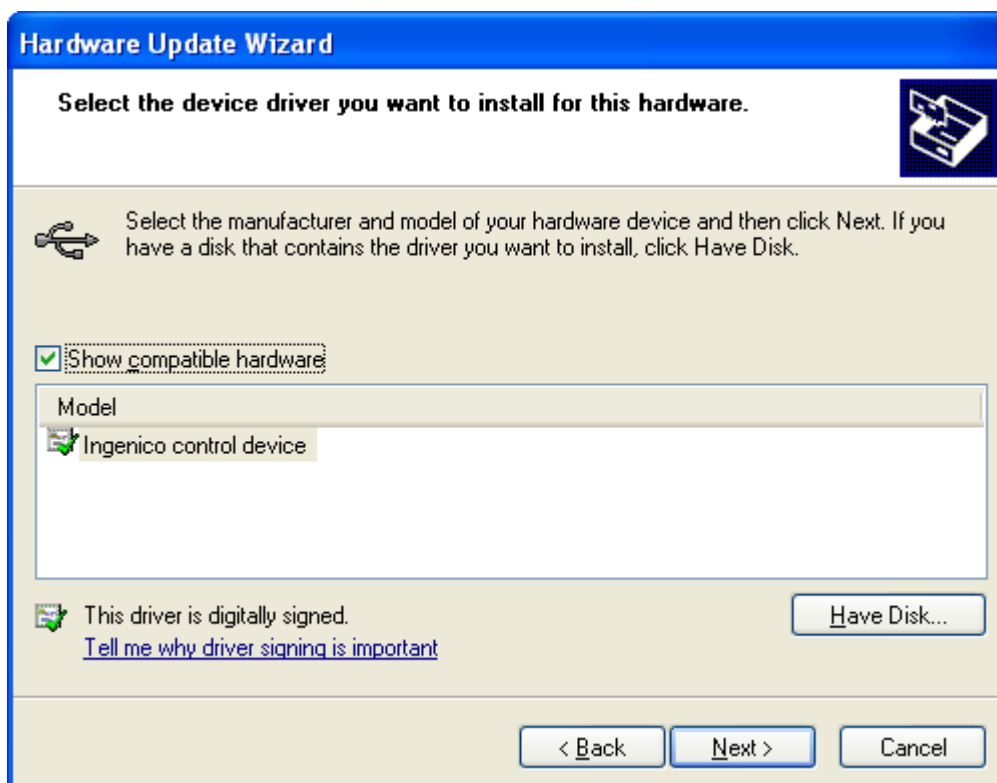 Hardware Update Wizard
Select the device driver you want to install for this hardware.
Select the manufacturer and model of your hardware device and then click Next. If you
have a disk that contains the driver you want to install, click Have Disk.
Show compatible hardware
Model
Ingenico control device
This driver is digitally signed.
Have Disk...
Tell me why driver signing is important
< Back
Next >
Cancel